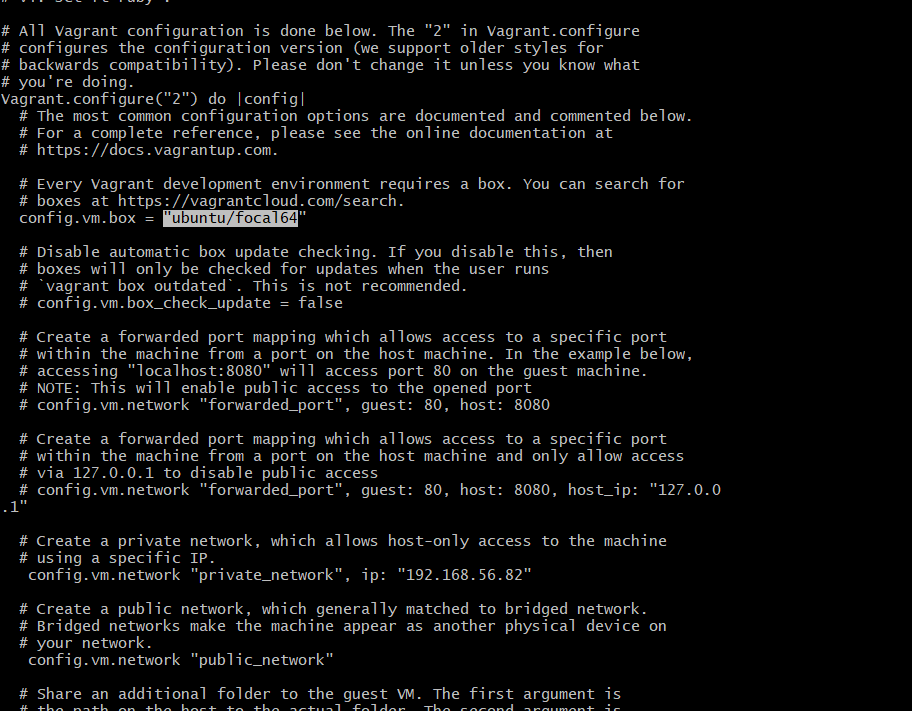 # All Vagrant configuration is done below. The "2" in Vagrant.configure
# configures the configuration version (we support older styles for
# backwards compatibility). Please don't change it unless you know what
# you're doing.
Vagrant.configure("2") do |config|
  # The most common configuration options are documented and commented below.
  # For a complete reference, please see the online documentation at
  # https://docs.vagrantup.com.

  # Every Vagrant development environment requires a box. You can search for
  # boxes at https://vagrantcloud.com/search.
  config.vm.box = "ubuntu/focal64"

  # Disable automatic box update checking. If you disable this, then
  # boxes will only be checked for updates when the user runs
  # `vagrant box outdated`. This is not recommended.
  # config.vm.box_check_update = false

  # Create a forwarded port mapping which allows access to a specific port
  # within the machine from a port on the host machine. In the example below,
  # accessing "localhost:8080" will access port 80 on the guest machine.
  # NOTE: This will enable public access to the opened port
  # config.vm.network "forwarded_port", guest: 80, host: 8080

  # Create a forwarded port mapping which allows access to a specific port
  # within the machine from a port on the host machine and only allow access
  # via 127.0.0.1 to disable public access
  # config.vm.network "forwarded_port", guest: 80, host: 8080, host_ip: "127.0.0
.1"

  # Create a private network, which allows host-only access to the machine
  # using a specific IP.
   config.vm.network "private_network", ip: "192.168.56.82"

  # Create a public network, which generally matched to bridged network.
  # Bridged networks make the machine appear as another physical device on
  # your network.
   config.vm.network "public_network"

  # Share an additional folder to the guest VM. The first argument is
  # the path on the host to the actual folder. The second argument is